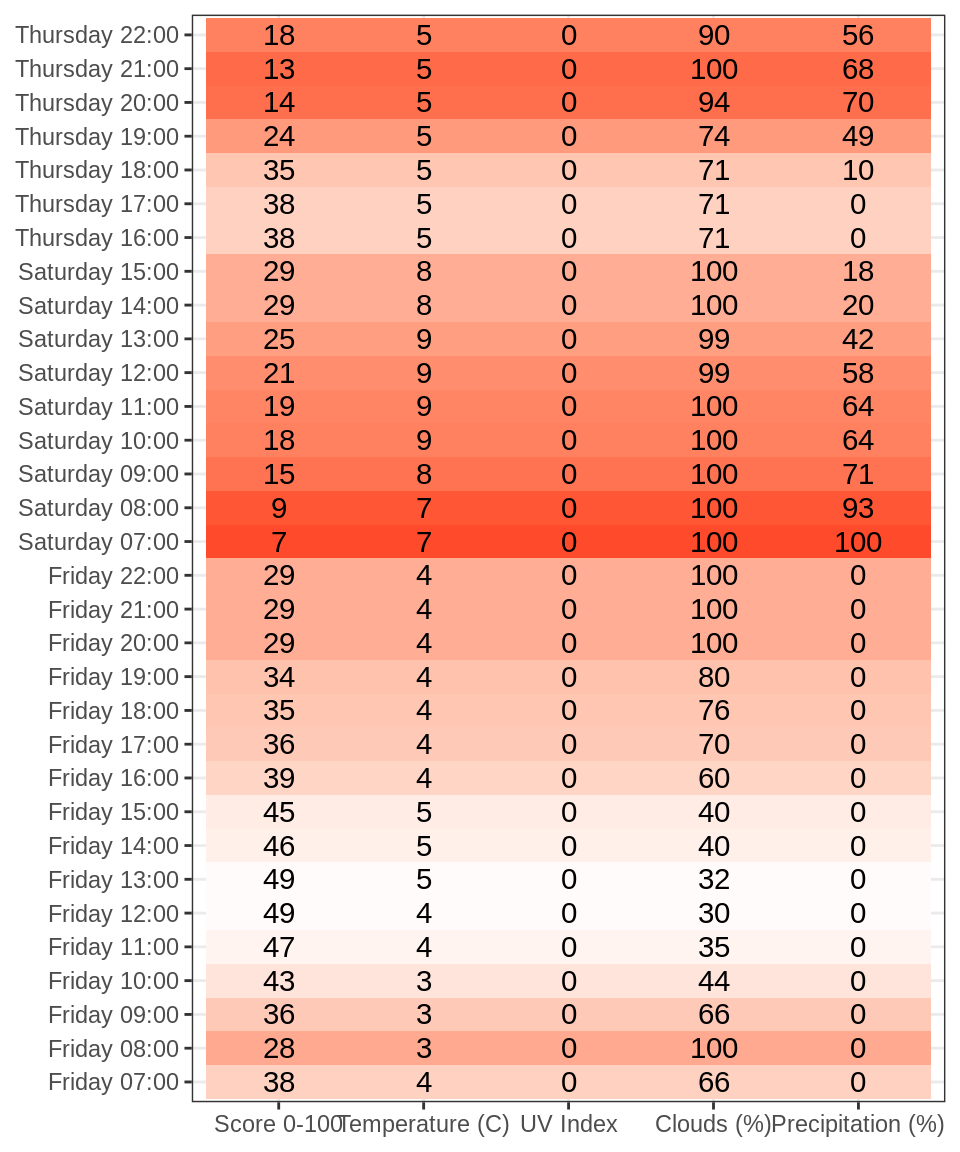 Thursday 22:00 18 5 0 90 56
Thursday 21:00 13 5 0 100 68
Thursday 20:00 14 5 0 94 70
Thursday 19:00 24 5 0 74 49
Thursday 18:00 35 5 0 71 10
Thursday 17:00 38 5 0 71 0
Thursday 16:00 38 5 0 71 0
Saturday 15:00 29 8 0 100 18
Saturday 14:00 29 8 0 100 20
Saturday 13:00 25 9 0 99 42
Saturday 12:00 21 9 0 99 58
Saturday 11:00 19 9 0 100 64
Saturday 10:00 18 9 0 100 64
Saturday 09:00 15 8 0 100 71
Saturday 08:00 9 7 0 100 93
Saturday 07:00 7 7 0 100 100
Friday 22:00 29 4 0 100 0
Friday 21:00 29 4 0 100 0
Friday 20:00 29 4 0 100 0
Friday 19:00 34 4 0 80 0
Friday 18:00 35 4 0 76 0
Friday 17:00 36 4 0 70 0
Friday 16:00 39 4 0 60 0
Friday 15:00 45 5 0 40 0
Friday 14:00 46 5 0 40 0
Friday 13:00 49 5 0 32 0
Friday 12:00 49 4 0 30 0
Friday 11:00 47 4 0 35 0
Friday 10:00 43 3 0 44 0
Friday 09:00 36 3 0 66 0
Friday 08:00 28 3 0 100 0
Friday 07:00 38 4 0 66 0
Score 0-100 Temperature (C) UV Index Clouds (%) Precipitation (%)